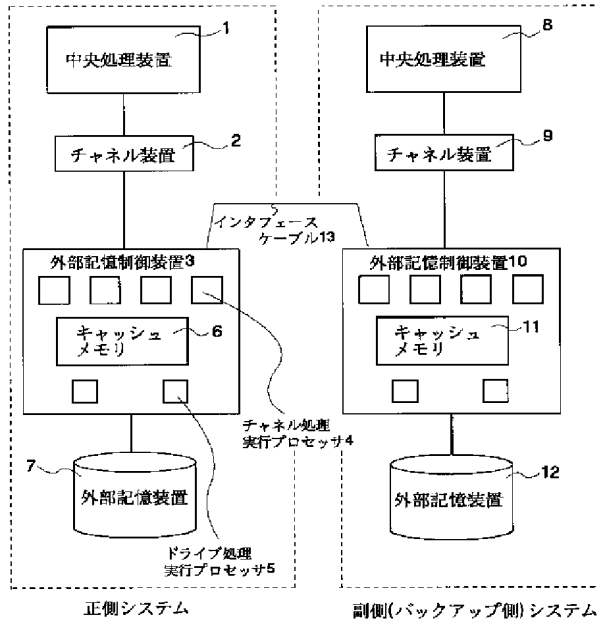 1
中央処理装置
2
チャネル装置
インタフェース
ケーブル13
外部記憶制御装置3
6
キャッシュ
メモリ
チャネル処理
実行プロセッサ4
7
外部記憶装置
ドライブ処理
実行プロセッサ5
正側システム
8
中央処理装置
9
チャネル装置
外部記憶制御装置10
11
キャッシュ
メモリ
12
外部記憶装置
副側(バックアップ側)システム